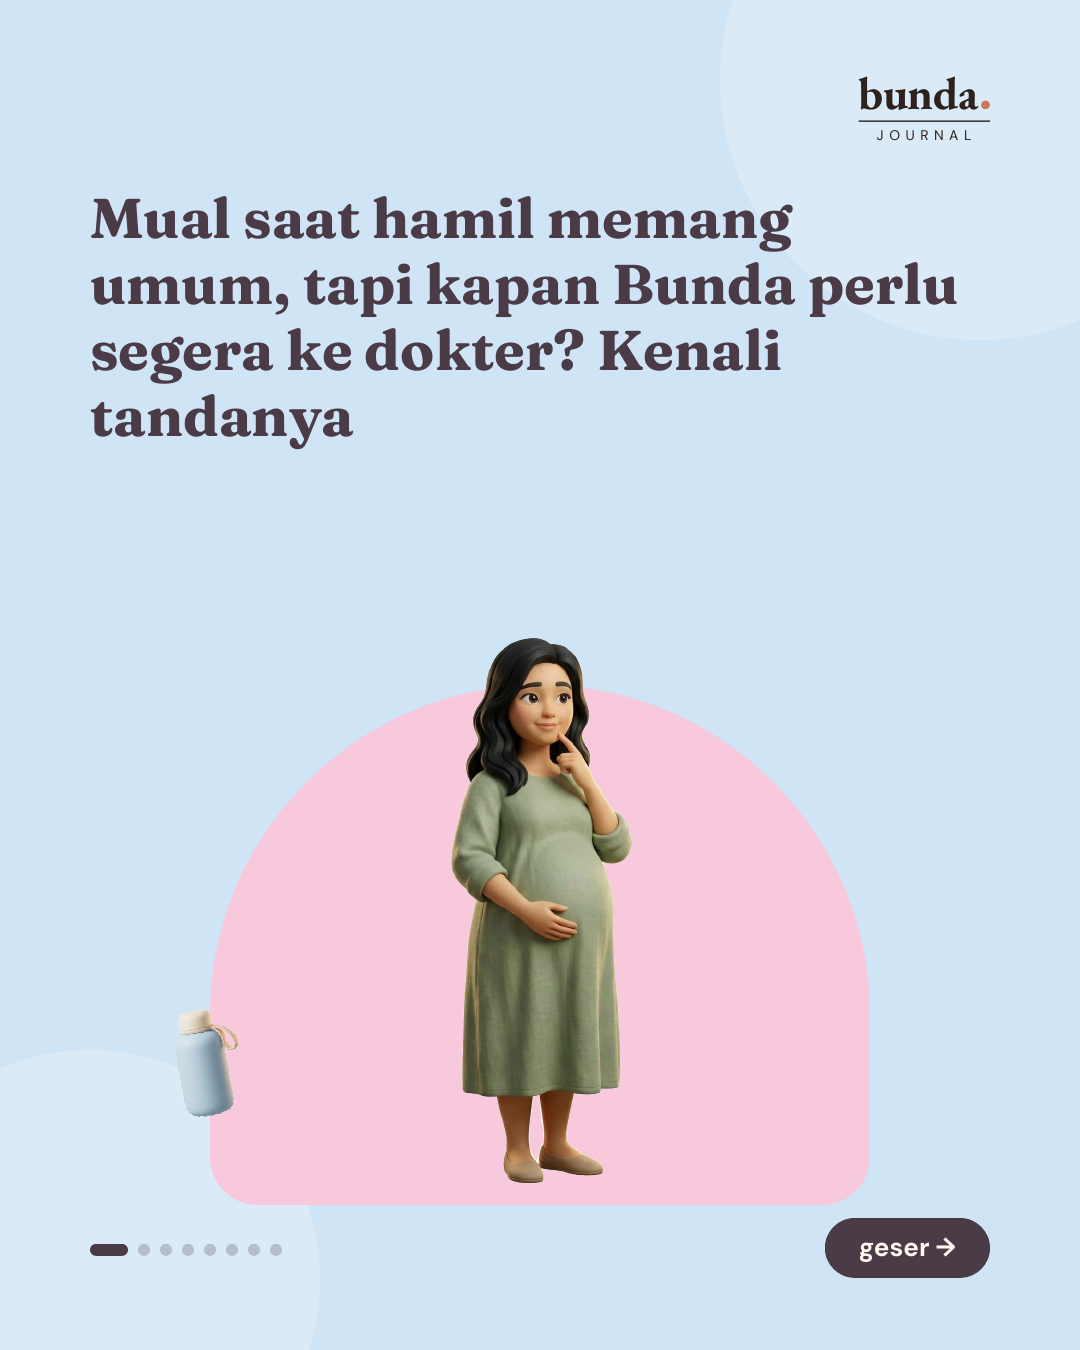 bunda.
JOURNAL
Mual saat hamil memang
umum, tapi kapan Bunda perlu
segera ke dokter? Kenali
tandanya
geser →